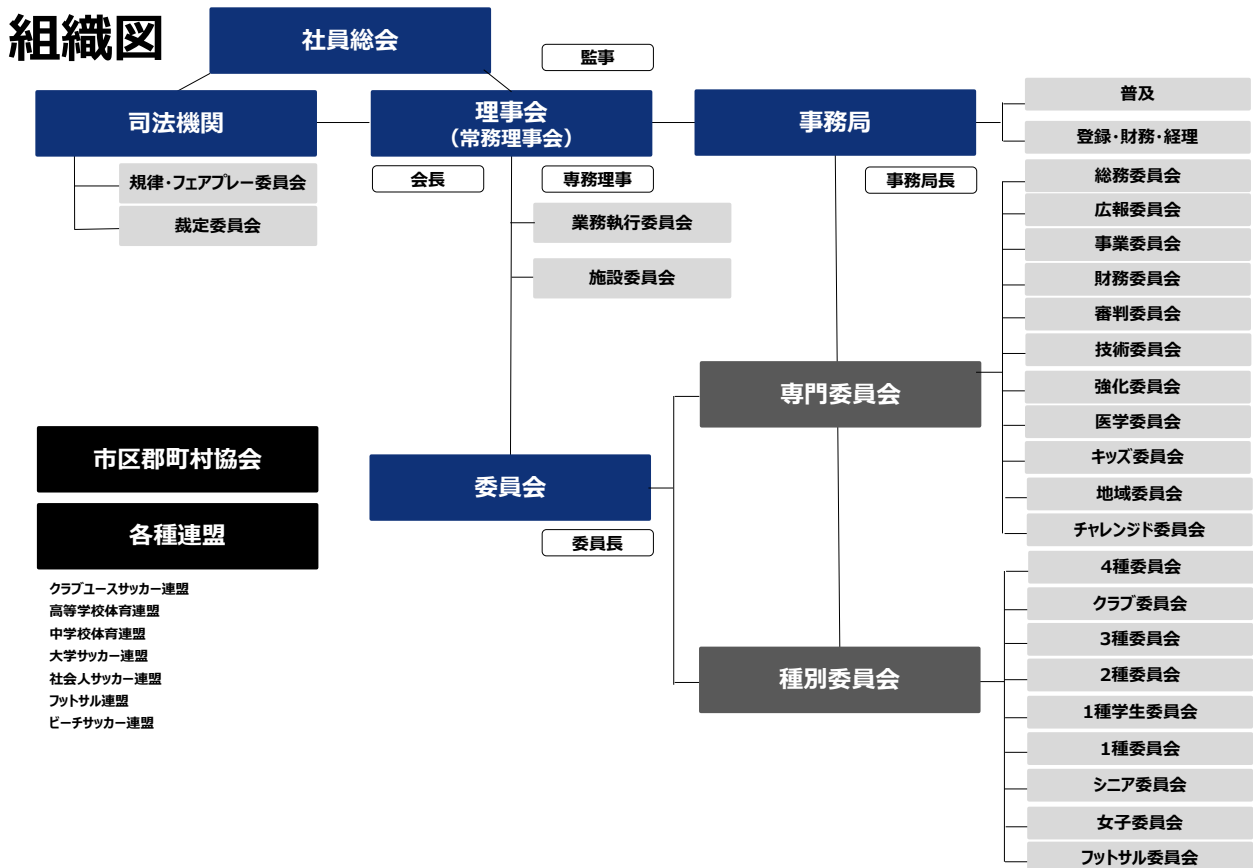 組織図
社員総会
監事
司法機関
理事会
（常務理事会）
事務局
普及
登録・財務・経理
規律・フェアプレー委員会
裁定委員会
会長
専務理事
事務局長
業務執行委員会
施設委員会
総務委員会
広報委員会
事業委員会
財務委員会
審判委員会
技術委員会
強化委員会
医学委員会
キッズ委員会
地域委員会
チャレンジド委員会
専門委員会
市区郡町村協会
委員会
各種連盟
委員長
クラブユースサッカー連盟
高等学校体育連盟
中学校体育連盟
大学サッカー連盟
社会人サッカー連盟
フットサル連盟
ビーチサッカー連盟
種別委員会
4種委員会
クラブ委員会
3種委員会
2種委員会
1種学生委員会
1種委員会
シニア委員会
女子委員会
フットサル委員会